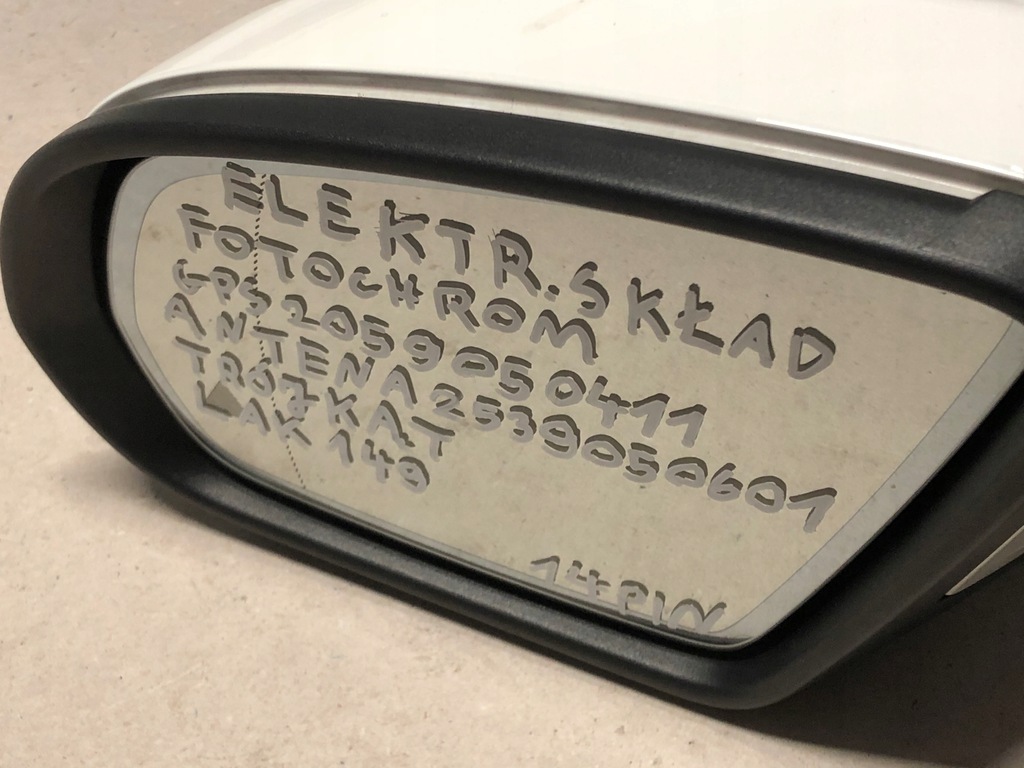 ELEKTR.SKŁAD
FOTOCHROM
GPS 2059050411
ANTENA 2539050601
TRÓJKĄT
LAK 149
14PIN